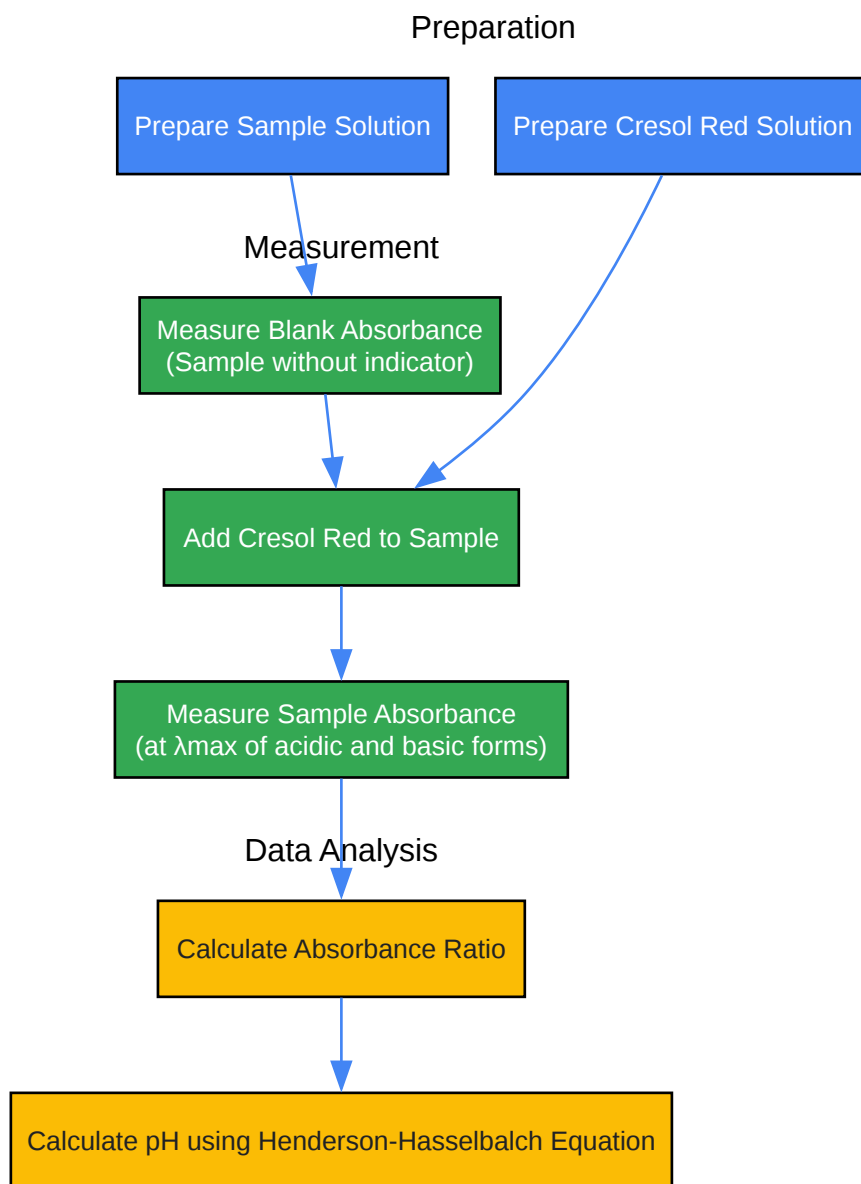 Preparation
Prepare Sample Solution
Prepare Cresol Red Solution
Measurement
Measure Blank Absorbance
(Sample without indicator)
Add Cresol Red to Sample
Measure Sample Absorbance
(at λmax of acidic and basic forms)
Data Analysis
Calculate Absorbance Ratio
Calculate pH using Henderson-Hasselbalch Equation